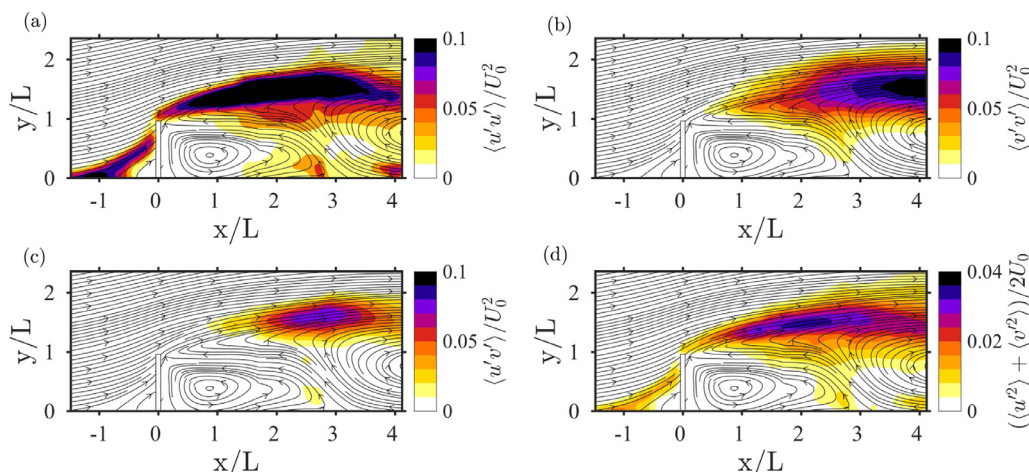 (a)
2
1
0
y/L
-1 0 1 2 3 4
x/L
0.1
0.05
0
⟨u′u′⟩/U₀²
(b)
2
1
0
y/L
-1 0 1 2 3 4
x/L
0.1
0.05
0
⟨v′v′⟩/U₀²
(c)
2
1
0
y/L
-1 0 1 2 3 4
x/L
0.1
0.05
0
⟨u′v′⟩/U₀²
(d)
2
1
0
y/L
-1 0 1 2 3 4
x/L
0.04
0.02
0
(⟨u′²⟩ + ⟨v′²⟩)/2U₀